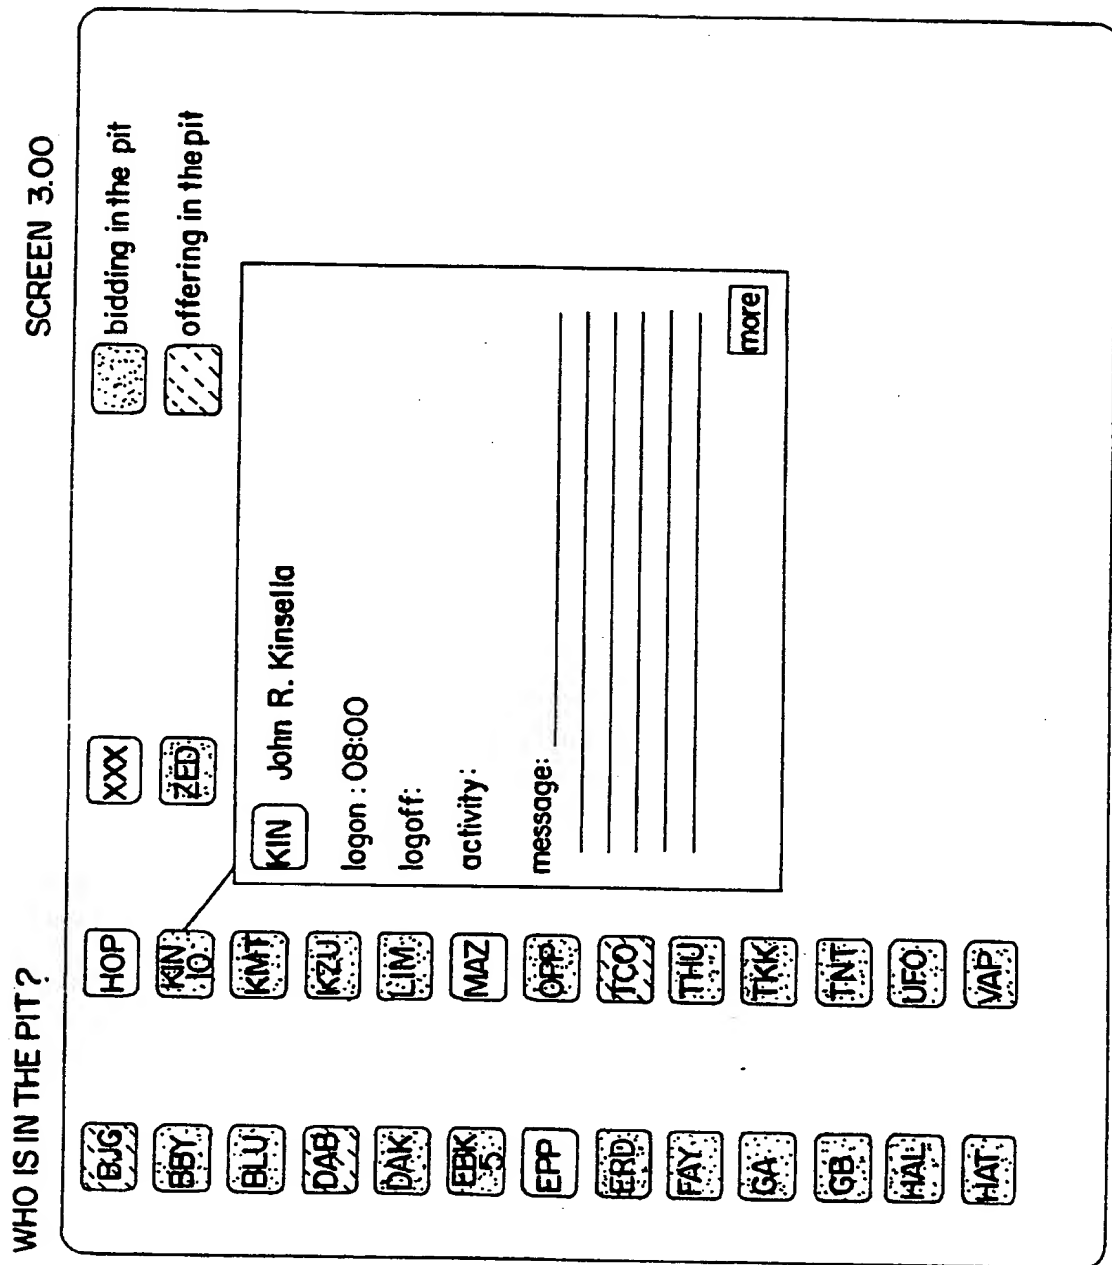 WHO IS IN THE PIT?
SCREEN 3.00
BJG
BBY
BLU
DAB
DAK
EBK
5
EPP
ERD
FAY
GA
GB
HAL
HAT
HOP
KIN
10
KMT
KZU
LIM
MAZ
OPP
TCO
THU
TKK
TNT
UFO
VAP
XXX
ZED
bidding in the pit
offering in the pit
KIN John R. Kinsella
logon : 08:00
logoff:
activity:
message:
more